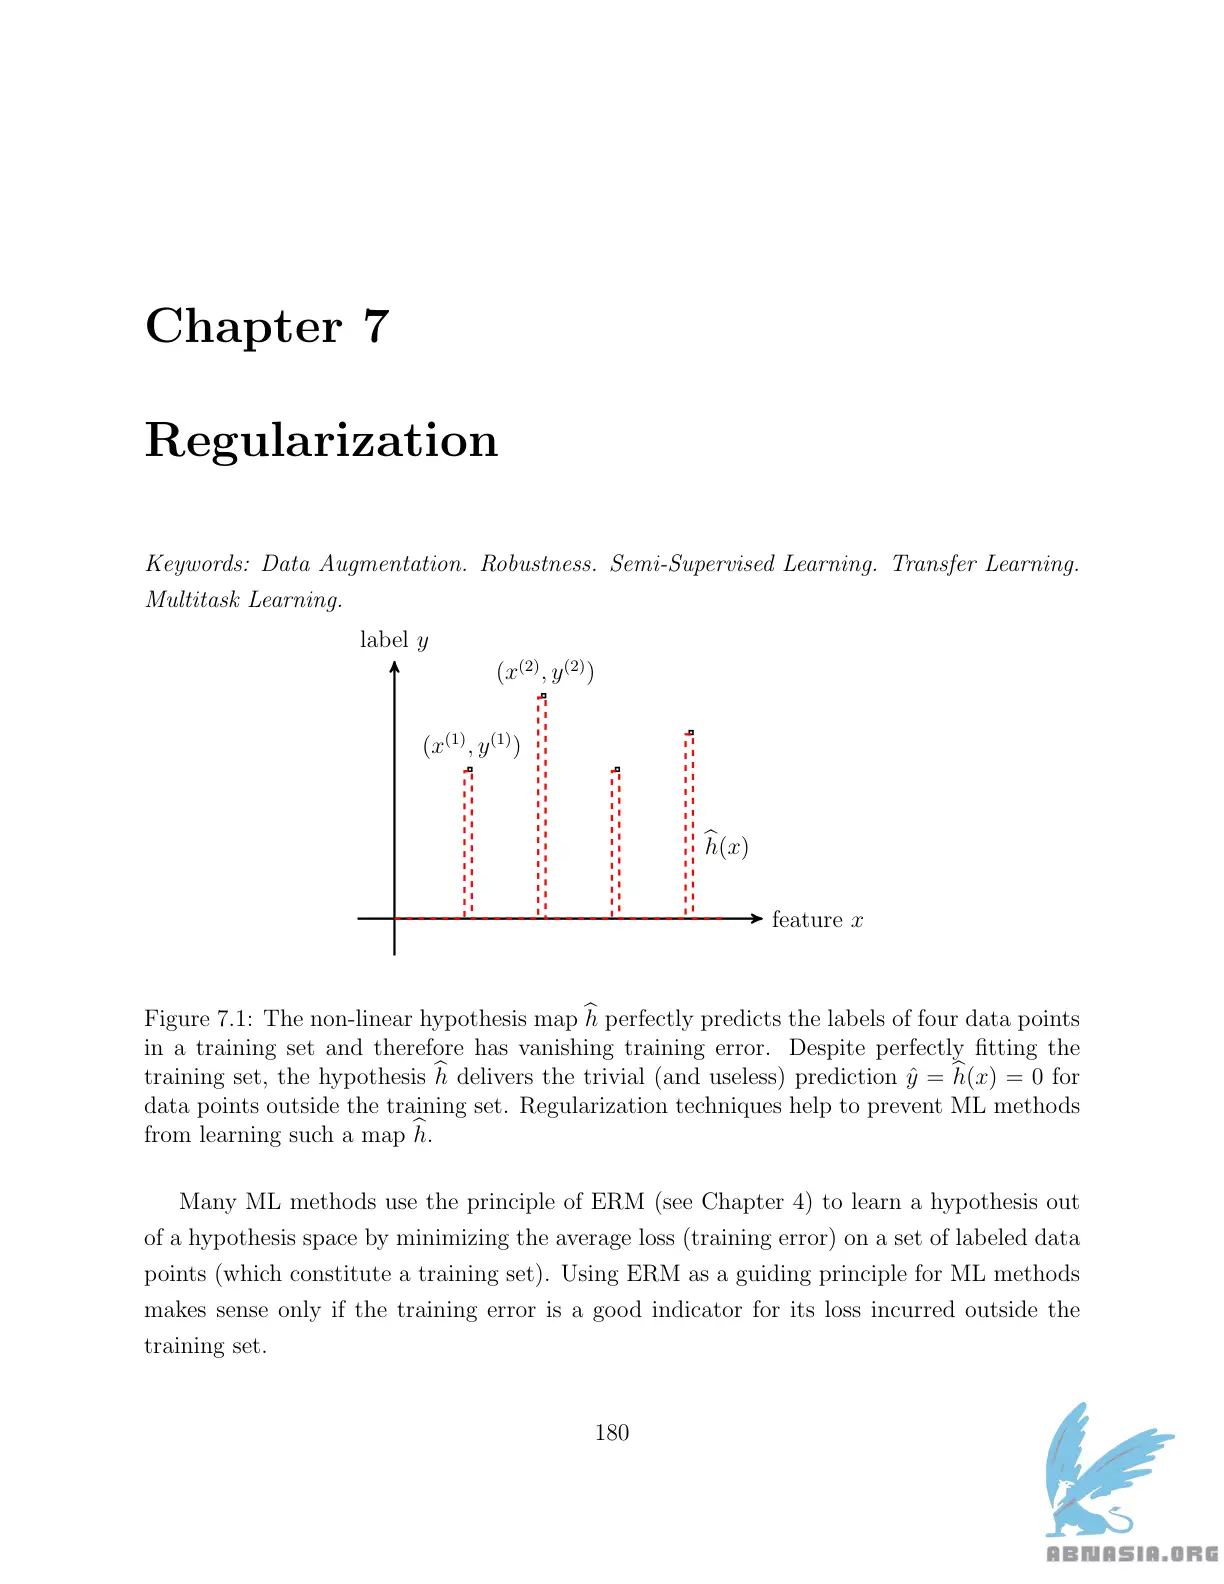 Chapter 7
Regularization
Keywords: Data Augmentation. Robustness. Semi-Supervised Learning. Transfer Learning.
Multitask Learning.
label y
(x⁽²⁾, y⁽²⁾)
(x⁽¹⁾, y⁽¹⁾)
ĥ(x)
feature x
Figure 7.1: The non-linear hypothesis map ĥ perfectly predicts the labels of four data points
in a training set and therefore has vanishing training error. Despite perfectly fitting the
training set, the hypothesis ĥ delivers the trivial (and useless) prediction ŷ = ĥ(x) = 0 for
data points outside the training set. Regularization techniques help to prevent ML methods
from learning such a map ĥ.
Many ML methods use the principle of ERM (see Chapter 4) to learn a hypothesis out
of a hypothesis space by minimizing the average loss (training error) on a set of labeled data
points (which constitute a training set). Using ERM as a guiding principle for ML methods
makes sense only if the training error is a good indicator for its loss incurred outside the
training set.
180
ABNASIA.ORG